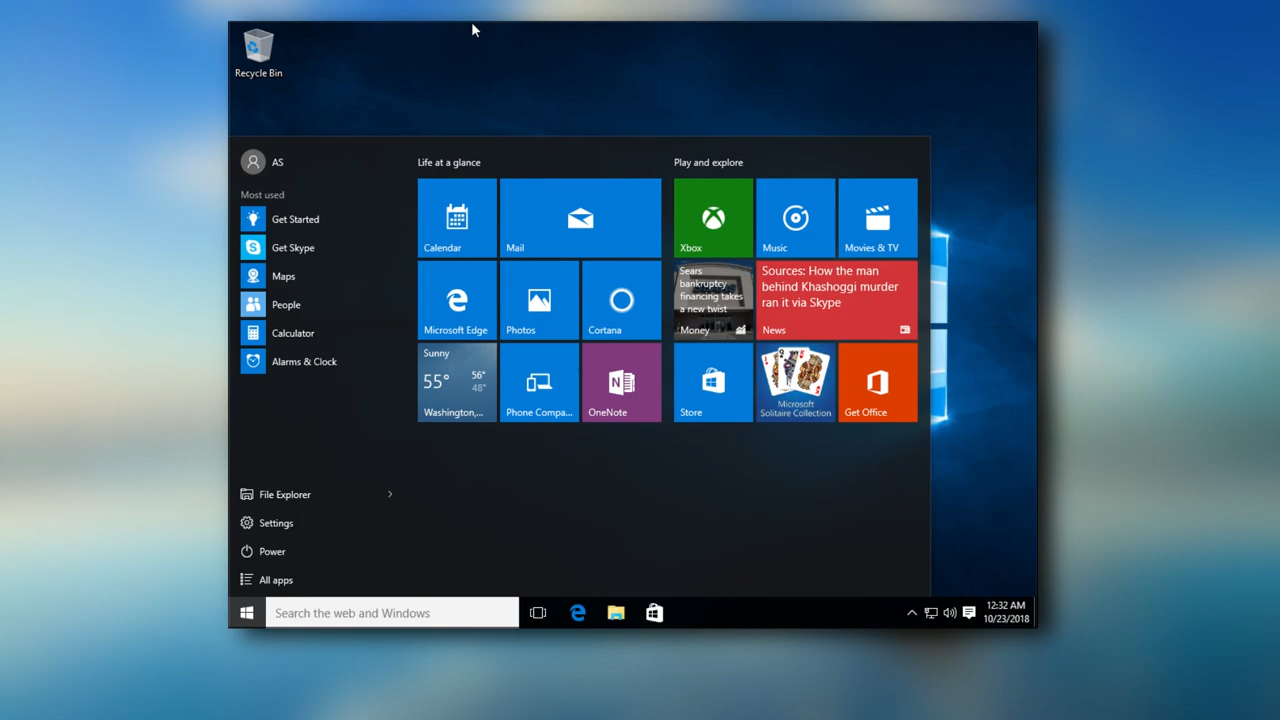 Recycle Bin
AS
Most used
Get Started
Get Skype
Maps
People
Calculator
Alarms & Clock
File Explorer
Settings
Power
All apps
Life at a glance
Calendar
Mail
Microsoft Edge
Photos
Cortana
Sunny
55°
56°
48°
Washington,...
Phone Compa...
OneNote
Play and explore
Xbox
Music
Movies & TV
Sears
bankruptcy
financing takes
a new twist
Money
Sources: How the man
behind Khashoggi murder
ran it via Skype
News
Store
Microsoft
Solitaire Collection
Get Office
Search the web and Windows
12:32 AM
10/23/2018